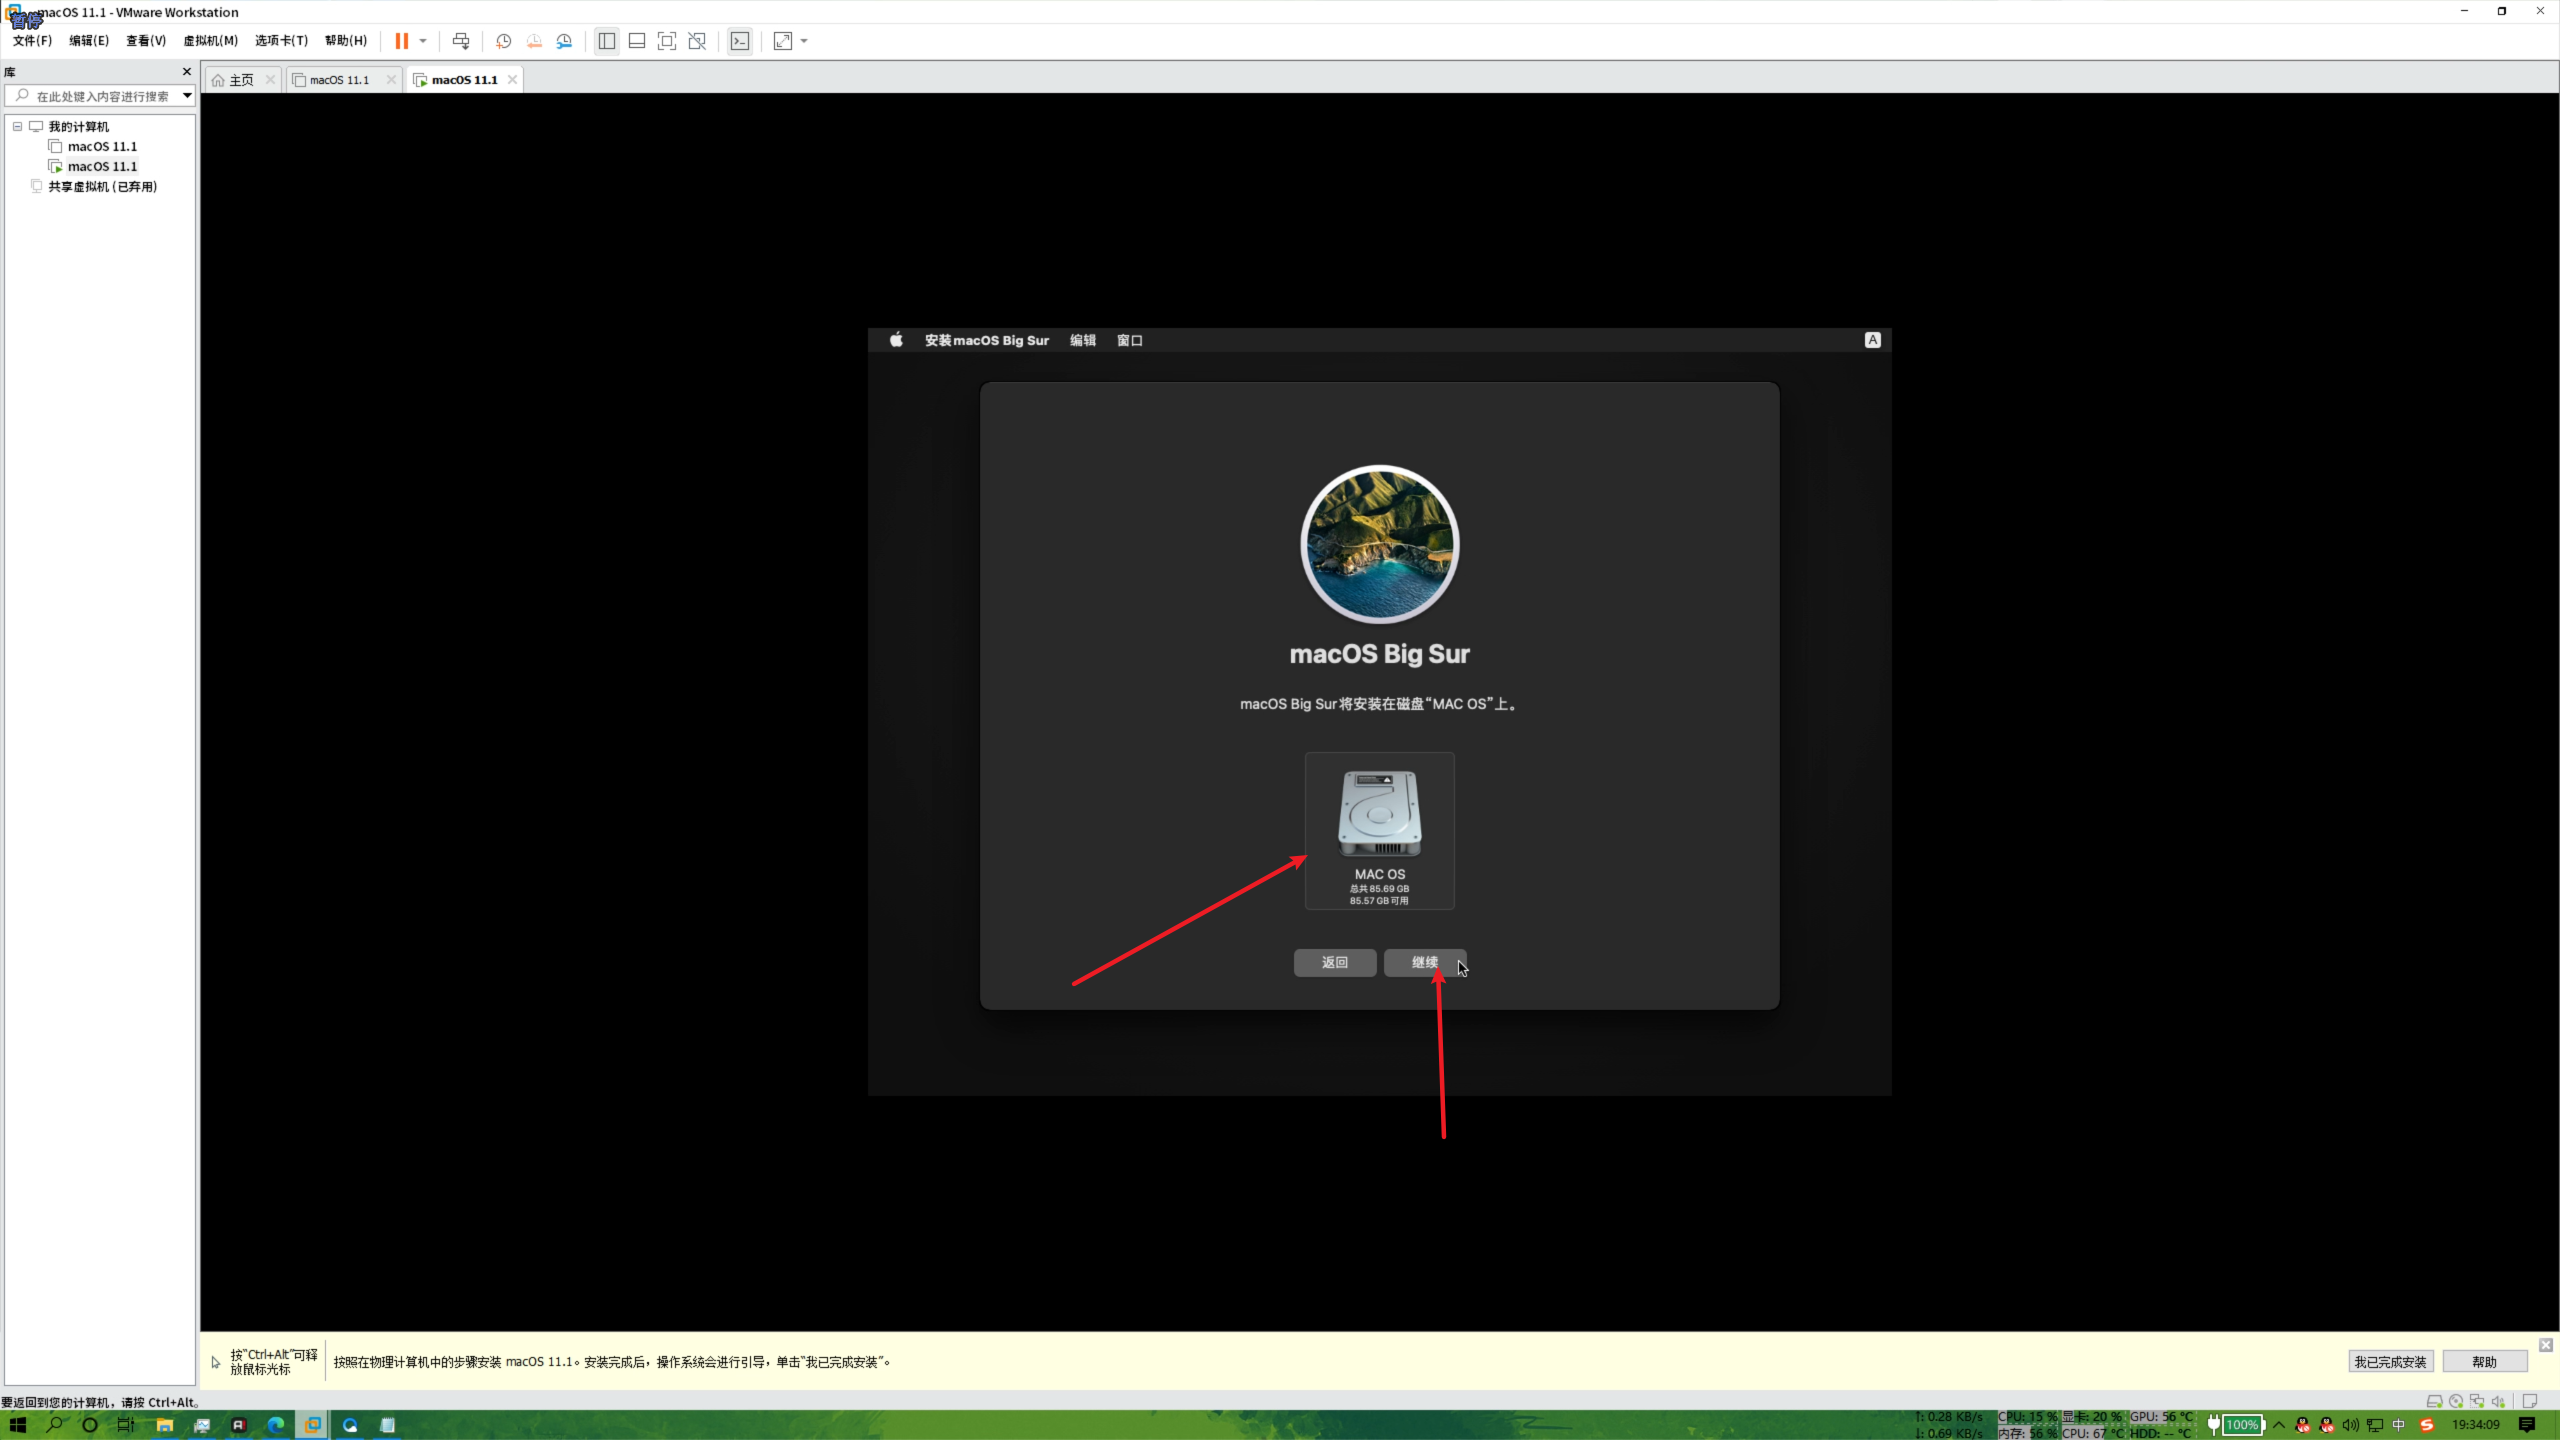 macOS 11.1 - VMware Workstation
暂停
文件(F) 编辑(E) 查看(V) 虚拟机(M) 选项卡(T) 帮助(H)
库
主页 macOS 11.1 macOS 11.1
在此处键入内容进行搜索
我的计算机
macOS 11.1
macOS 11.1
共享虚拟机 (已弃用)
安装macOS Big Sur 编辑 窗口 A
macOS Big Sur
macOS Big Sur将安装在磁盘“MAC OS”上。
MAC OS
总共 85.69 GB
85.57 GB 可用
返回 继续
按"Ctrl+Alt"可释
放鼠标光标
按照在物理计算机中的步骤安装 macOS 11.1。安装完成后，操作系统会进行引导，单击"我已完成安装"。
我已完成安装 帮助
要返回到您的计算机，请按 Ctrl+Alt。
↑: 0.28 KB/s CPU: 15 % 显卡: 20 % GPU: 56 °C
↓: 0.69 KB/s 内存: 56 % CPU: 67 °C HDD: -- °C
100% 中 19:34:09